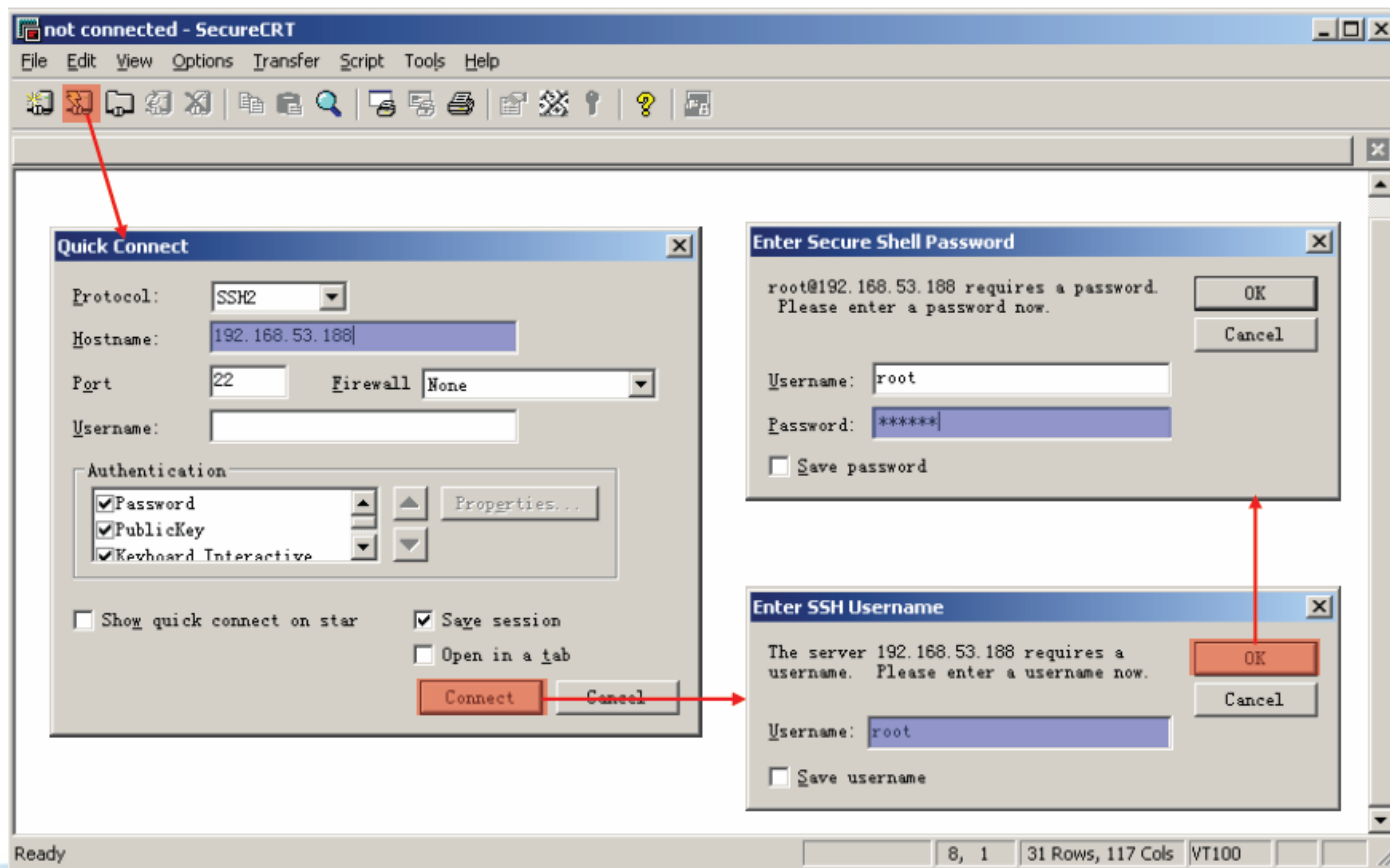 not connected - SecureCRT
File Edit View Options Transfer Script Tools Help
Quick Connect
Protocol: SSH2
Hostname: 192.168.53.188
Port 22 Firewall None
Username:
Authentication
Password
PublicKey
Keyboard Interactive
Properties...
Show quick connect on star
Save session
Open in a tab
Connect Cancel
Enter Secure Shell Password
root@192.168.53.188 requires a password.
Please enter a password now.
OK
Cancel
Username: root
Password: ******
Save password
Enter SSH Username
The server 192.168.53.188 requires a
username. Please enter a username now.
OK
Cancel
Username: root
Save username
Ready 8, 1 31 Rows, 117 Cols VT100